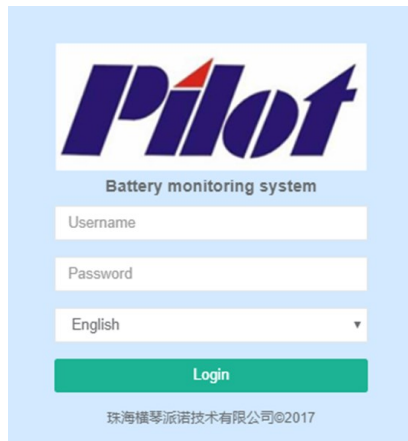 Pilot
Battery monitoring system
Username
Password
English
Login
珠海横琴派诺技术有限公司©2017